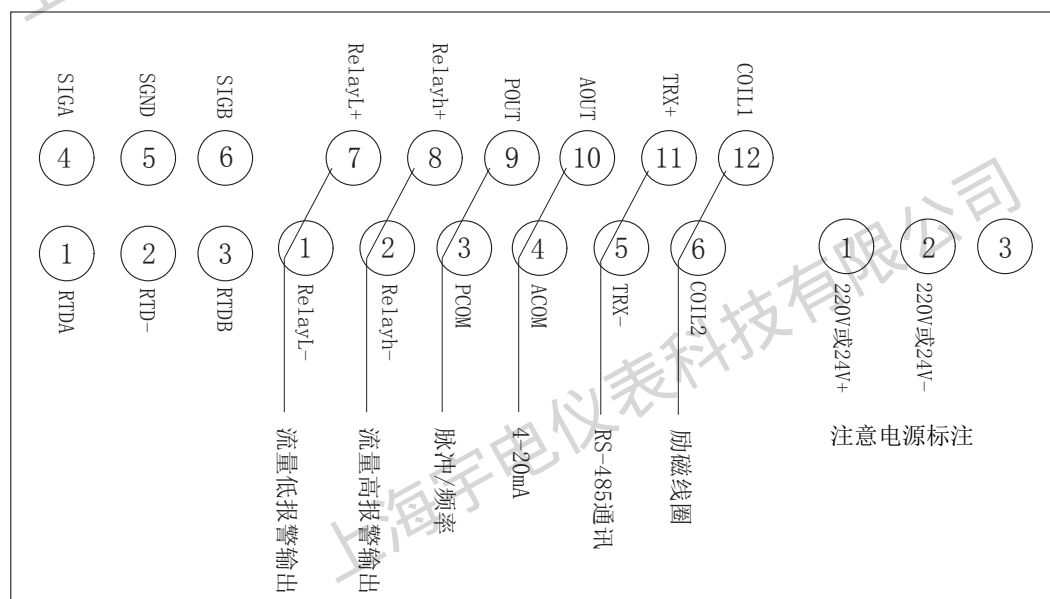 SIGA SGND SIGB RelayL+ Relayh+ POUT AOUT TRX+ COIL1
4 5 6 7 8 9 10 11 12
1 2 3 1 2 3 4 5 6 1 2 3
RTDA RTD- RTDB RelayL- Relayh- PCOM ACOM TRX- COIL2 220V或24V+ 220V或24V-
注意电源标注
流量低报警输出
流量高报警输出
脉冲/频率
4-20mA
RS-485通讯
励磁线圈
上海宇电仪表科技有限公司